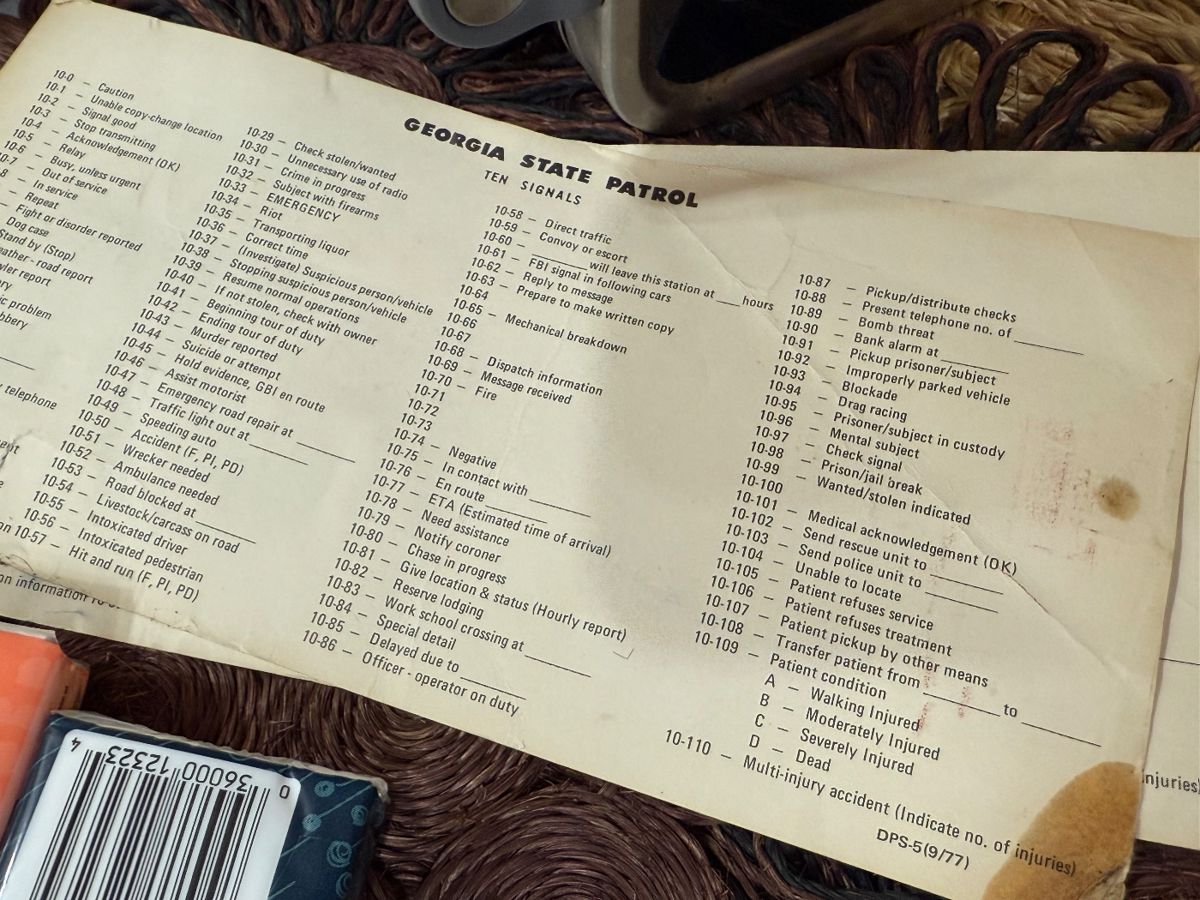 GEORGIA STATE PATROL
TEN SIGNALS
10-0 – Caution
10-1 – Unable copy-change location
10-2 – Signal good
10-3 – Stop transmitting
10-4 – Acknowledgement (OK)
10-5 – Relay
10-6 – Busy, unless urgent
-7 – Out of service
8 – In service
– Repeat
Fight or disorder reported
Dog case
Stand by (Stop)
road report
report
problem
telephone
10-57
information
10-29 – Check stolen/wanted
10-30 – Unnecessary use of radio
10-31 – Crime in progress
10-32 – Subject with firearms
10-33 – EMERGENCY
10-34 – Riot
10-35 – Transporting liquor
10-36 – Correct time
10-37 – (Investigate) Suspicious person/vehicle
10-38 – Stopping suspicious person/vehicle
10-39 – Resume normal operations
10-40 – If not stolen, check with owner
10-41 – Beginning tour of duty
10-42 – Ending tour of duty
10-43 – Murder reported
10-44 – Suicide or attempt
10-45 – Hold evidence, GBI en route
10-46 – Assist motorist
10-47 – Emergency road repair at ______
10-48 – Traffic light out at ______
10-49 – Speeding auto
10-50 – Accident (F, PI, PD)
10-51 – Wrecker needed
10-52 – Ambulance needed
10-53 – Road blocked at ______
10-54 – Livestock/carcass on road
10-55 – Intoxicated driver
10-56 – Intoxicated pedestrian
10-57 – Hit and run (F, PI, PD)
10-58 – Direct traffic
10-59 – Convoy or escort
10-60 – ______ will leave this station at ___ hours
10-61 – FBI signal in following cars
10-62 – Reply to message
10-63 – Prepare to make written copy
10-64
10-65 – Mechanical breakdown
10-66
10-67
10-68 – Dispatch information
10-69 – Message received
10-70 – Fire
10-71
10-72
10-73
10-74 – Negative
10-75 – In contact with ______
10-76 – En route ______
10-77 – ETA (Estimated time of arrival)
10-78 – Need assistance
10-79 – Notify coroner
10-80 – Chase in progress
10-81 – Give location & status (Hourly report)
10-82 – Reserve lodging
10-83 – Work school crossing at ______
10-84 – Special detail
10-85 – Delayed due to ______
10-86 – Officer - operator on duty
10-87 – Pickup/distribute checks
10-88 – Present telephone no. of ______
10-89 – Bomb threat
10-90 – Bank alarm at ______
10-91 – Pickup prisoner/subject
10-92 – Improperly parked vehicle
10-93 – Blockade
10-94 – Drag racing
10-95 – Prisoner/subject in custody
10-96 – Mental subject
10-97 – Check signal
10-98 – Prison/jail break
10-99 – Wanted/stolen indicated
10-100
10-101 – Medical acknowledgement (OK)
10-102 – Send rescue unit to ______
10-103 – Send police unit to ______
10-104 – Unable to locate
10-105 – Patient refuses service
10-106 – Patient refuses treatment
10-107 – Patient pickup by other means
10-108 – Transfer patient from ______ to ______
10-109 – Patient condition
A – Walking Injured
B – Moderately Injured
C – Severely Injured
D – Dead
10-110 – Multi-injury accident (Indicate no. of injuries)
DPS-5(9/77)
injuries)
0 36000 12323 4